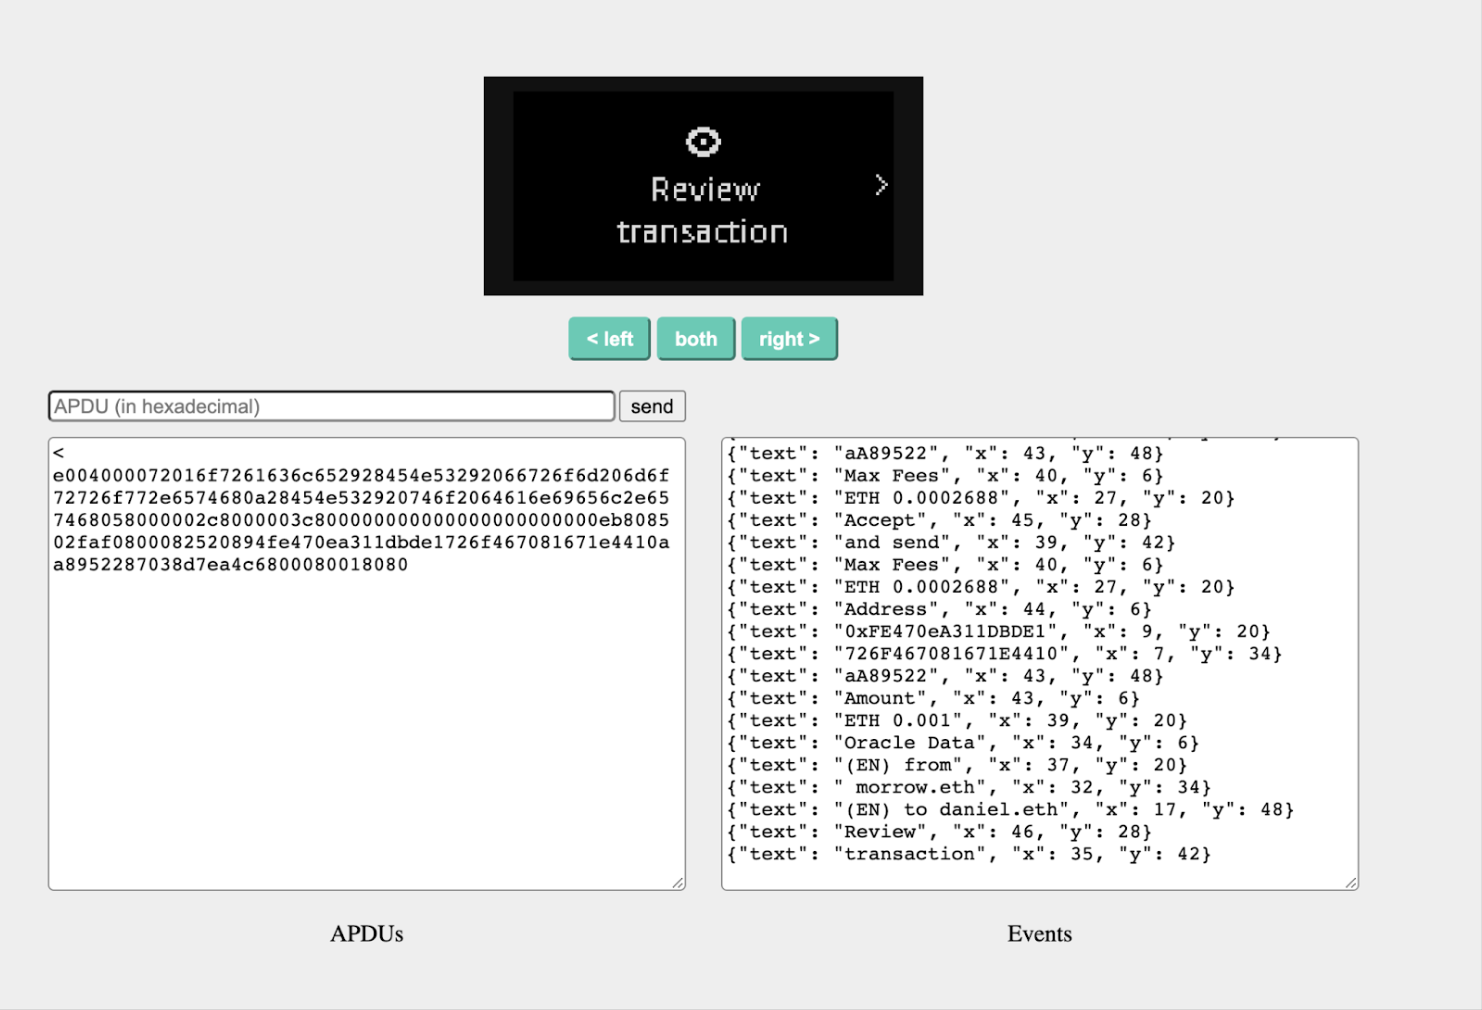 Review
transaction
>
< left
both
right >
APDU (in hexadecimal)
send
<
e004000072016f7261636c652928454e53292066726f6d206d6f
72726f772e6574680a28454e532920746f2064616e69656c2e65
7468058000002c8000003c800000000000000000000000eb8085
02faf0800082520894fe470ea311dbde1726f467081671e4410a
a8952287038d7ea4c6800080018080
{"text": "aA89522", "x": 43, "y": 48}
{"text": "Max Fees", "x": 40, "y": 6}
{"text": "ETH 0.0002688", "x": 27, "y": 20}
{"text": "Accept", "x": 45, "y": 28}
{"text": "and send", "x": 39, "y": 42}
{"text": "Max Fees", "x": 40, "y": 6}
{"text": "ETH 0.0002688", "x": 27, "y": 20}
{"text": "Address", "x": 44, "y": 6}
{"text": "0xFE470eA311DBDE1", "x": 9, "y": 20}
{"text": "726F467081671E4410", "x": 7, "y": 34}
{"text": "aA89522", "x": 43, "y": 48}
{"text": "Amount", "x": 43, "y": 6}
{"text": "ETH 0.001", "x": 39, "y": 20}
{"text": "Oracle Data", "x": 34, "y": 6}
{"text": "(EN) from", "x": 37, "y": 20}
{"text": " morrow.eth", "x": 32, "y": 34}
{"text": "(EN) to daniel.eth", "x": 17, "y": 48}
{"text": "Review", "x": 46, "y": 28}
{"text": "transaction", "x": 35, "y": 42}
APDUs
Events